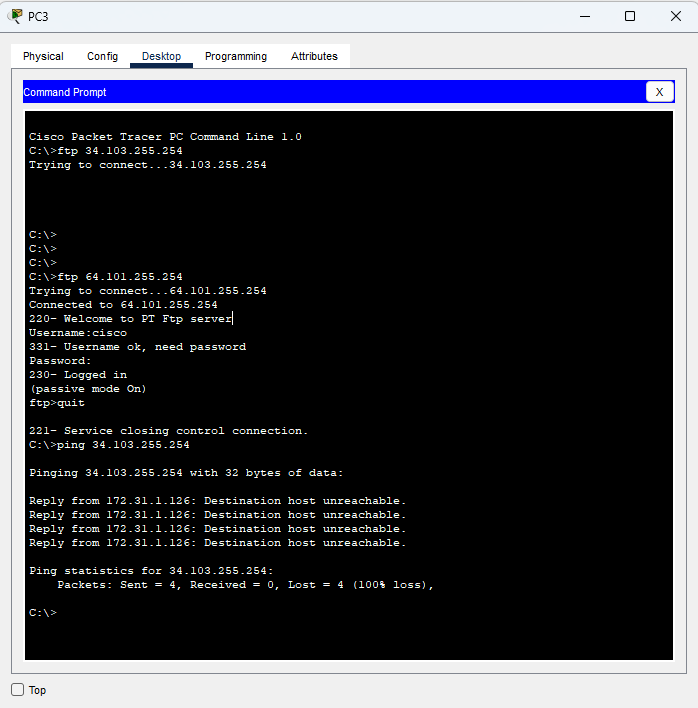 PC3
Physical Config Desktop Programming Attributes
Command Prompt X
Cisco Packet Tracer PC Command Line 1.0
C:\>ftp 34.103.255.254
Trying to connect...34.103.255.254
C:\>
C:\>
C:\>
C:\>ftp 64.101.255.254
Trying to connect...64.101.255.254
Connected to 64.101.255.254
220- Welcome to PT Ftp server
Username:cisco
331- Username ok, need password
Password:
230- Logged in
(passive mode On)
ftp>quit
221- Service closing control connection.
C:\>ping 34.103.255.254
Pinging 34.103.255.254 with 32 bytes of data:
Reply from 172.31.1.126: Destination host unreachable.
Reply from 172.31.1.126: Destination host unreachable.
Reply from 172.31.1.126: Destination host unreachable.
Reply from 172.31.1.126: Destination host unreachable.
Ping statistics for 34.103.255.254:
Packets: Sent = 4, Received = 0, Lost = 4 (100% loss),
C:\>
Top